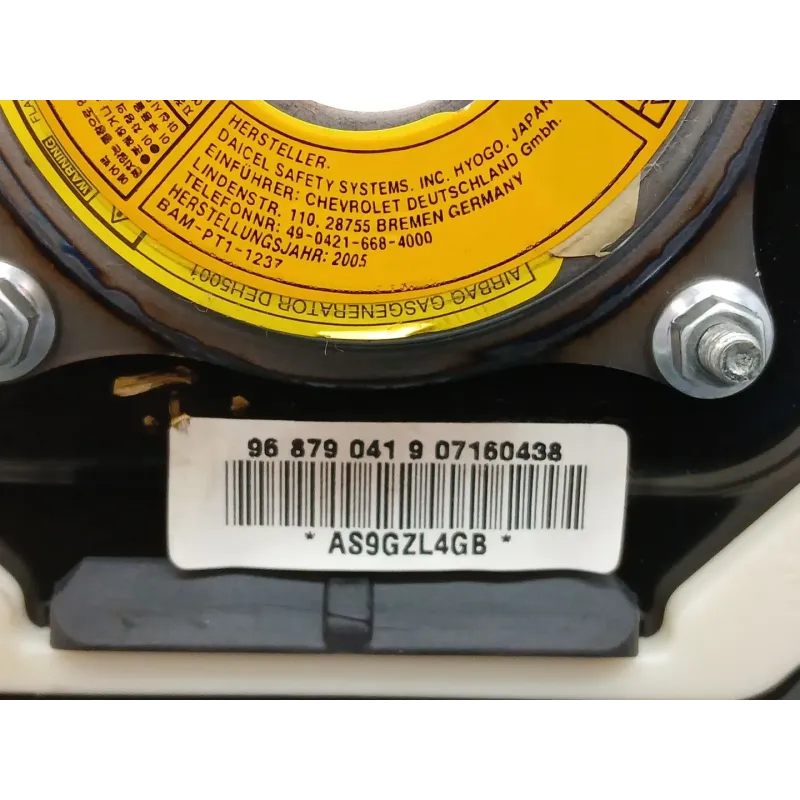 HERSTELLER.
DAICEL SAFETY SYSTEMS. INC. HYOGO. JAPAN
EINFÜHRER: CHEVROLET DEUTSCHLAND Gmbh.
LINDENSTR. 110. 28755 BREMEN GERMANY
TELEFONNR: 49-0421-668-4000
HERSTELLUNGSJAHR: 2005
BAM-PT1-1237
WARNING FLA
AIRBAG GASGENERATOR DEH5001
96 879 041 9 07160438
* AS9GZL4GB *